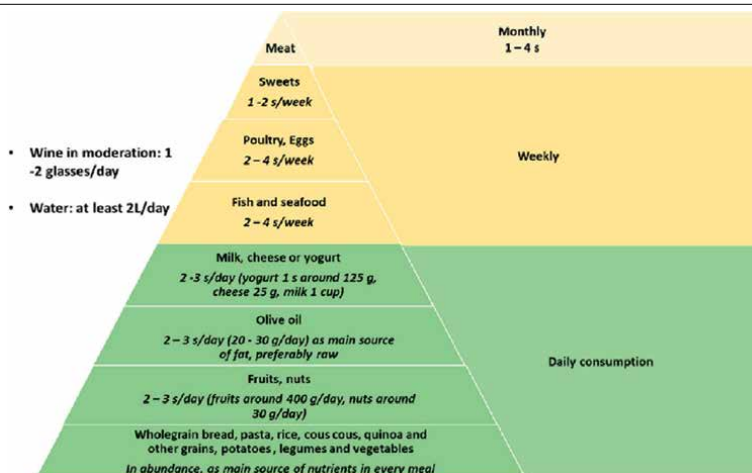 Meat
Monthly
1 – 4 s
Sweets
1 -2 s/week
Poultry, Eggs
2 – 4 s/week
Fish and seafood
2 – 4 s/week
Weekly
• Wine in moderation: 1
-2 glasses/day
• Water: at least 2L/day
Milk, cheese or yogurt
2 -3 s/day (yogurt 1 s around 125 g,
cheese 25 g, milk 1 cup)
Olive oil
2 – 3 s/day (20 - 30 g/day) as main source
of fat, preferably raw
Fruits, nuts
2 – 3 s/day (fruits around 400 g/day, nuts around
30 g/day)
Wholegrain bread, pasta, rice, cous cous, quinoa and
other grains, potatoes, legumes and vegetables
In abundance, as main source of nutrients in every meal
Daily consumption